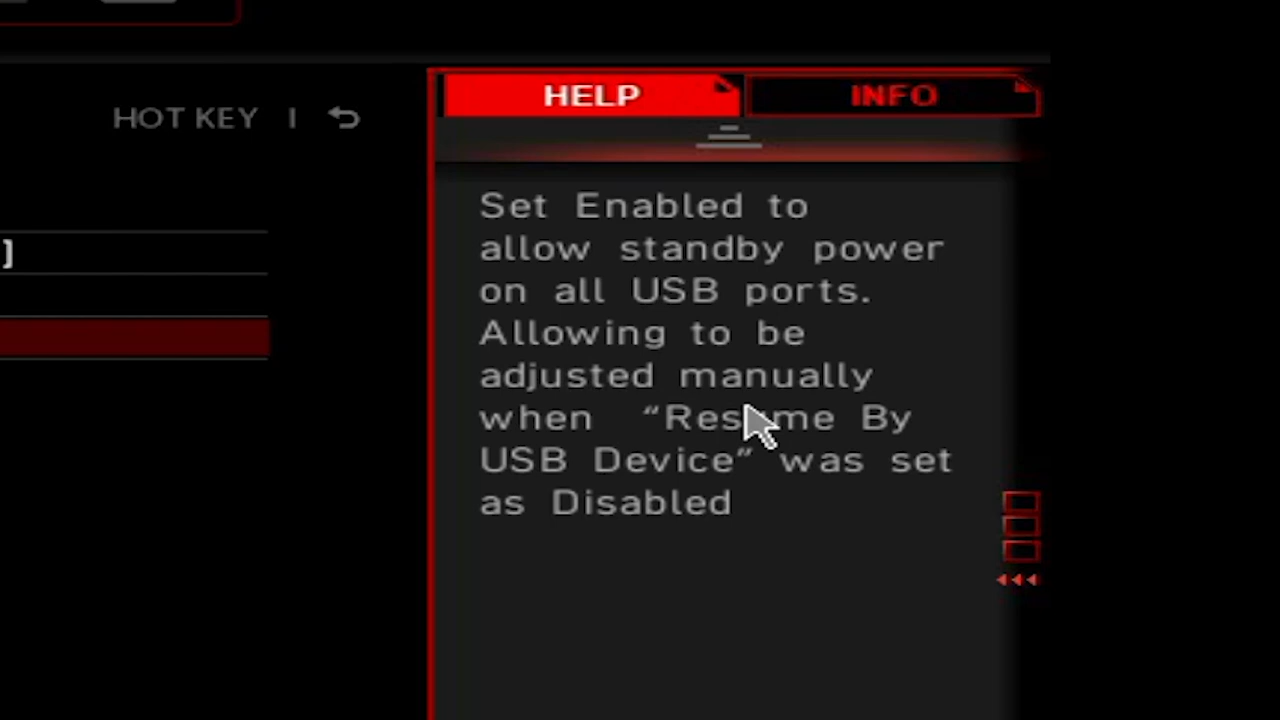 HELP INFO
HOT KEY |
]
Set Enabled to
allow standby power
on all USB ports.
Allowing to be
adjusted manually
when “Resume By
USB Device” was set
as Disabled